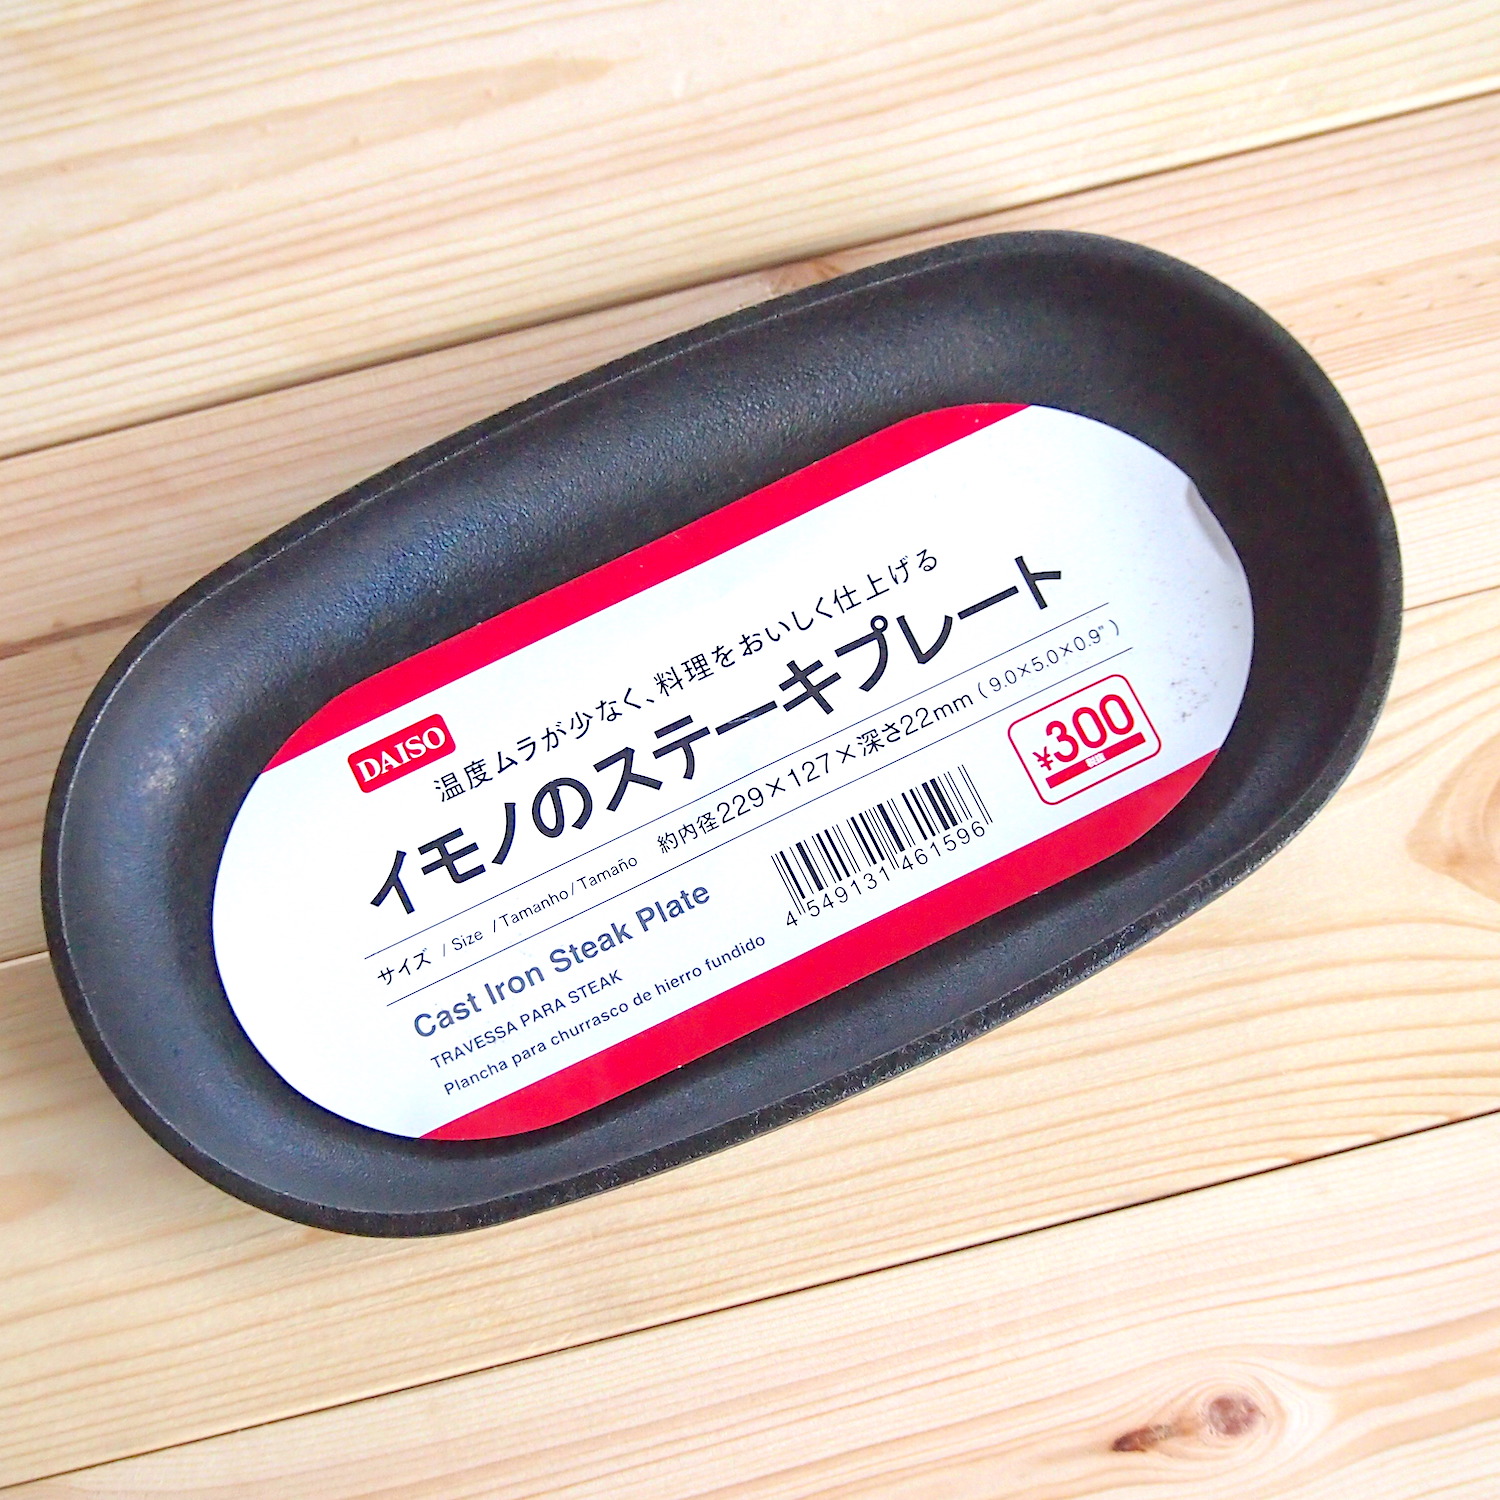 DAISO
温度ムラが少なく、料理をおいしく仕上げる
イモノのステーキプレート
サイズ / Size / Tamanho / Tamaño 約内径229×127×深さ22mm ( 9.0×5.0×0.9" )
Cast Iron Steak Plate
TRAVESSA PARA STEAK
Plancha para churrasco de hierro fundido
4 549131 461596
¥300